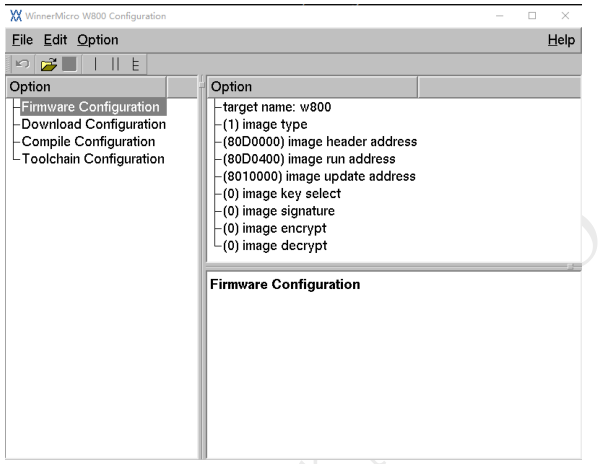 WinnerMicro W800 Configuration
File Edit Option Help
Option
Firmware Configuration
Download Configuration
Compile Configuration
Toolchain Configuration
Option
target name: w800
(1) image type
(80D0000) image header address
(80D0400) image run address
(8010000) image update address
(0) image key select
(0) image signature
(0) image encrypt
(0) image decrypt
Firmware Configuration